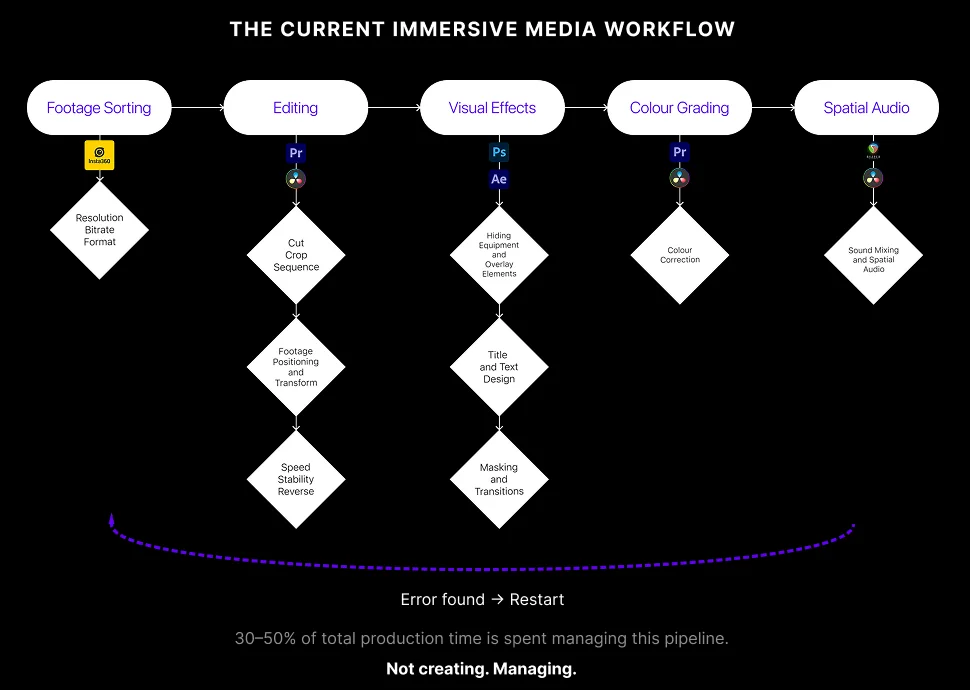 THE CURRENT IMMERSIVE MEDIA WORKFLOW
Footage Sorting
Editing
Visual Effects
Colour Grading
Spatial Audio
Insta360
Pr
Ps
Ae
Pr
Resolution
Bitrate
Format
Cut
Crop
Sequence
Hiding
Equipment
and
Overlay
Elements
Colour
Correction
Sound Mixing
and Spatial
Audio
Footage
Positioning
and
Transform
Title
and Text
Design
Speed
Stability
Reverse
Masking
and
Transitions
Error found → Restart
30–50% of total production time is spent managing this pipeline.
Not creating. Managing.